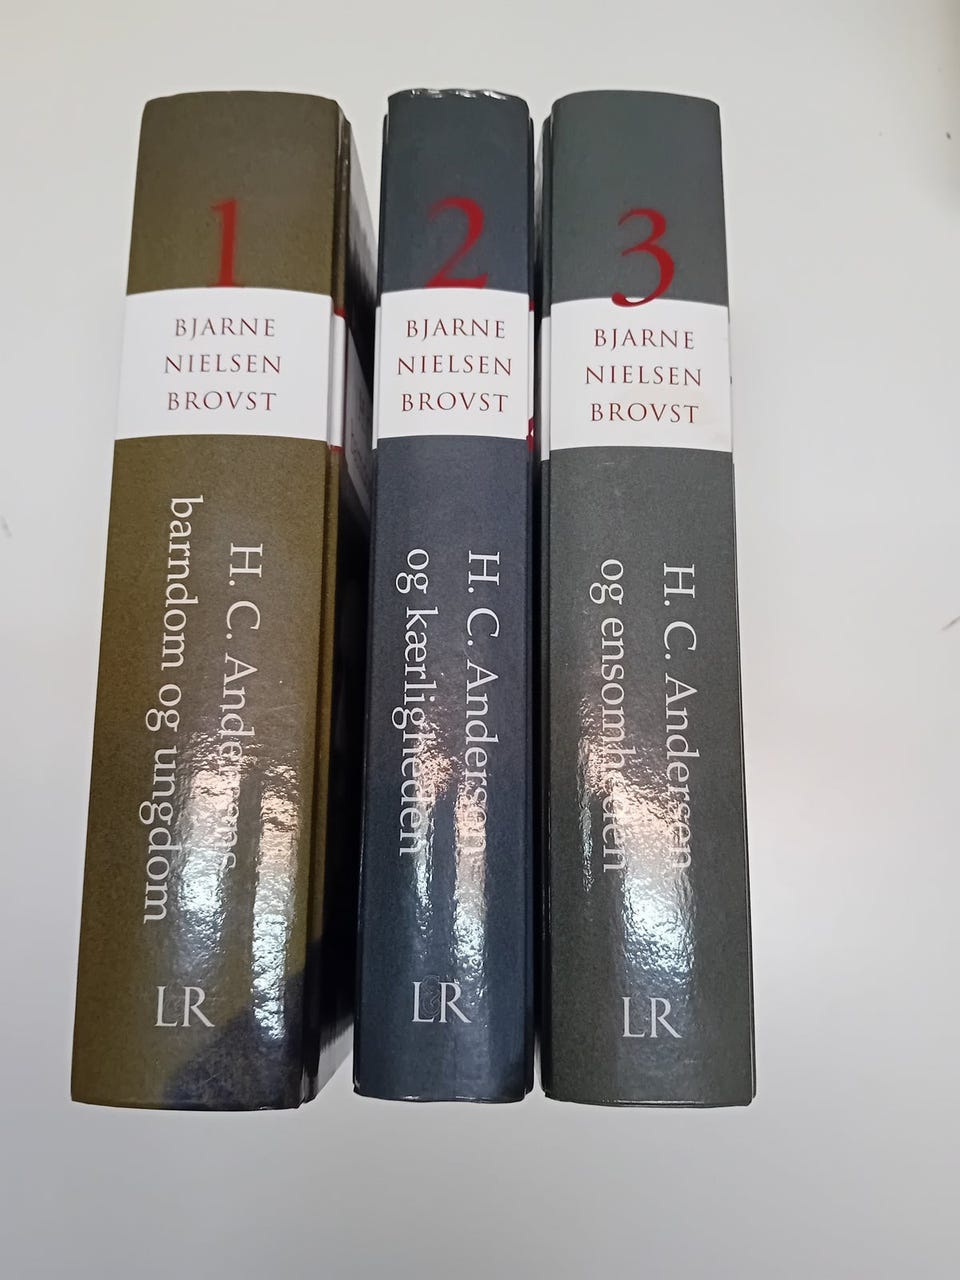 1
BJARNE
NIELSEN
BROVST
H. C. Andersens
barndom og ungdom
LR
2
BJARNE
NIELSEN
BROVST
H. C. Andersen
og kærligheden
L&R
3
BJARNE
NIELSEN
BROVST
H. C. Andersen
og ensomheden
LR